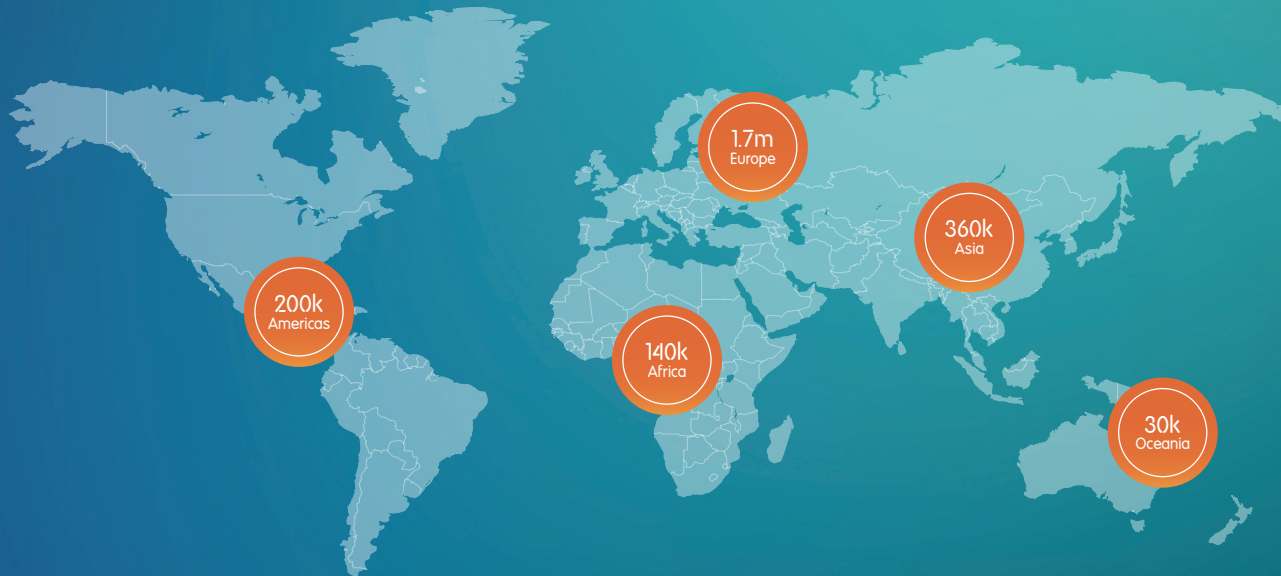 1.7m
Europe
360k
Asia
200k
Americas
140k
Africa
30k
Oceania